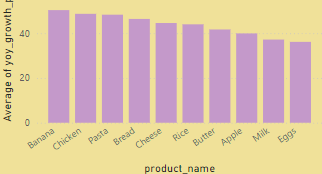 Average of yoy_growth_p
40
20
0
Banana
Chicken
Pasta
Bread
Cheese
Rice
Butter
Apple
Milk
Eggs
product_name